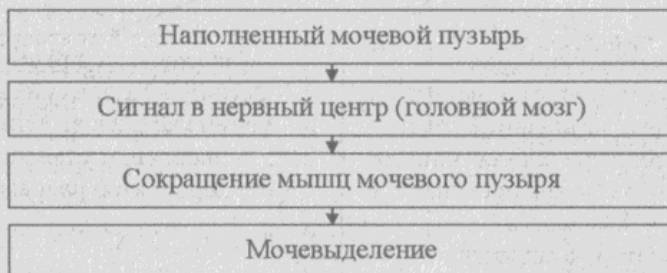 Наполненный мочевой пузырь
Сигнал в нервный центр (головной мозг)
Сокращение мышц мочевого пузыря
Мочевыделение